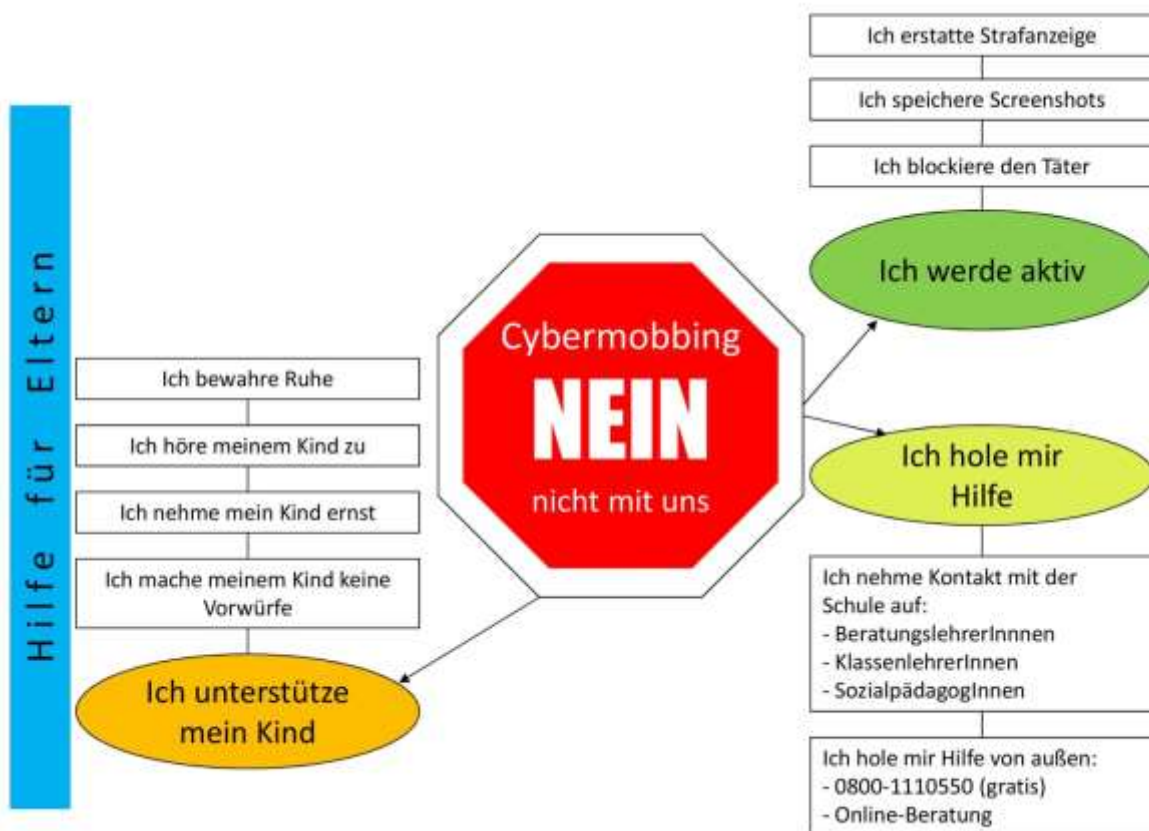 Hilfe für Eltern
Ich erstatte Strafanzeige
Ich speichere Screenshots
Ich blockiere den Täter
Ich werde aktiv
Cybermobbing
NEIN
nicht mit uns
Ich bewahre Ruhe
Ich höre meinem Kind zu
Ich nehme mein Kind ernst
Ich mache meinem Kind keine
Vorwürfe
Ich unterstütze
mein Kind
Ich hole mir
Hilfe
Ich nehme Kontakt mit der
Schule auf:
- BeratungslehrerInnnen
- KlassenlehrerInnen
- SozialpädagogInnen
Ich hole mir Hilfe von außen:
- 0800-1110550 (gratis)
- Online-Beratung